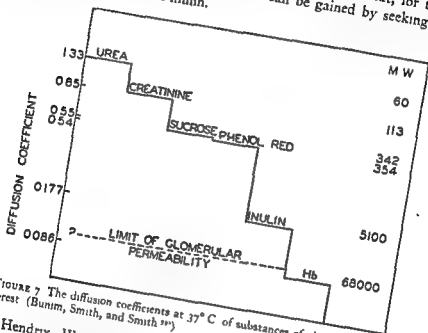 can be gained by seeking
M W
1.33 UREA 60
0.85 CREATININE 113
0.55 SUCROSE PHENOL RED 342
0.54 354
0.177 INULIN 5100
0.086 ? LIMIT OF GLOMERULAR
PERMEABILITY
Hb 68000
DIFFUSION COEFFICIENT
FIGURE 7 The diffusion coefficients at 37° C of substances of
(Bunim, Smith, and Smith
Hendrix